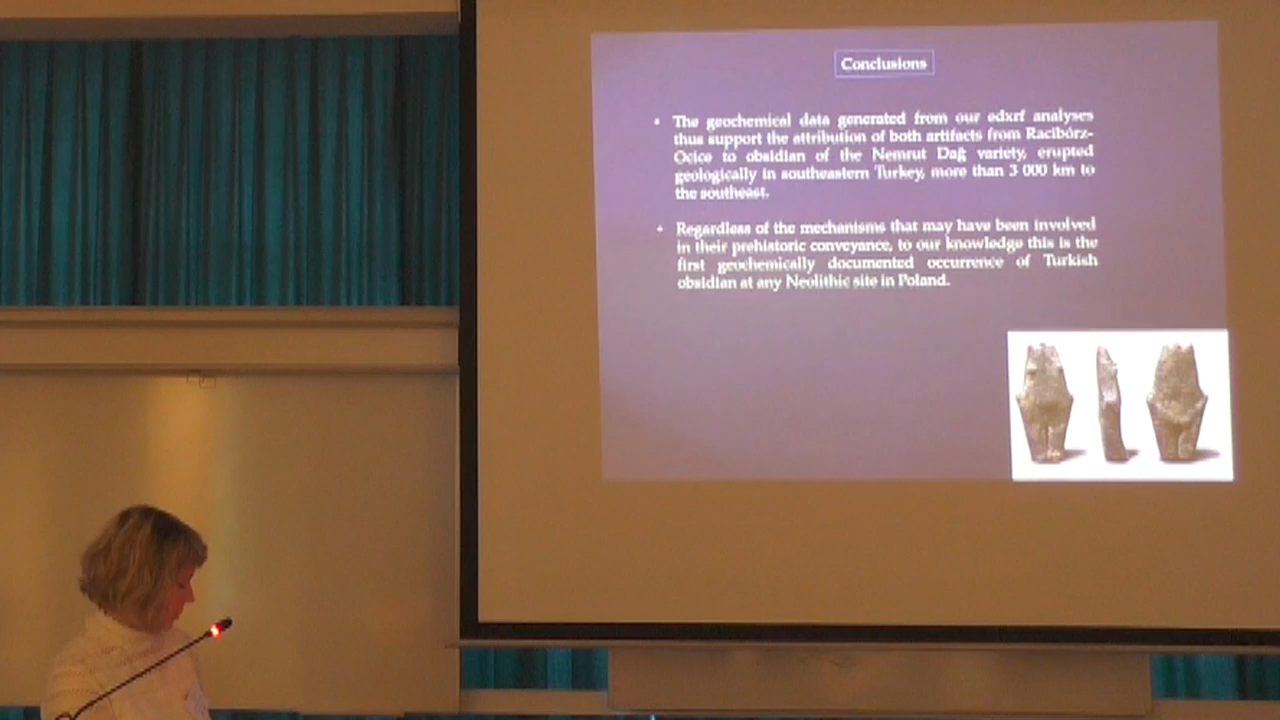 Conclusions
• The geochemical data generated from our edxrf analyses
thus support the attribution of both artifacts from Racibórz-
Ocice to obsidian of the Nemrut Dağ variety, erupted
geologically in southeastern Turkey, more than 3 000 km to
the southeast.
• Regardless of the mechanisms that may have been involved
in their prehistoric conveyance, to our knowledge this is the
first geochemically documented occurrence of Turkish
obsidian at any Neolithic site in Poland.